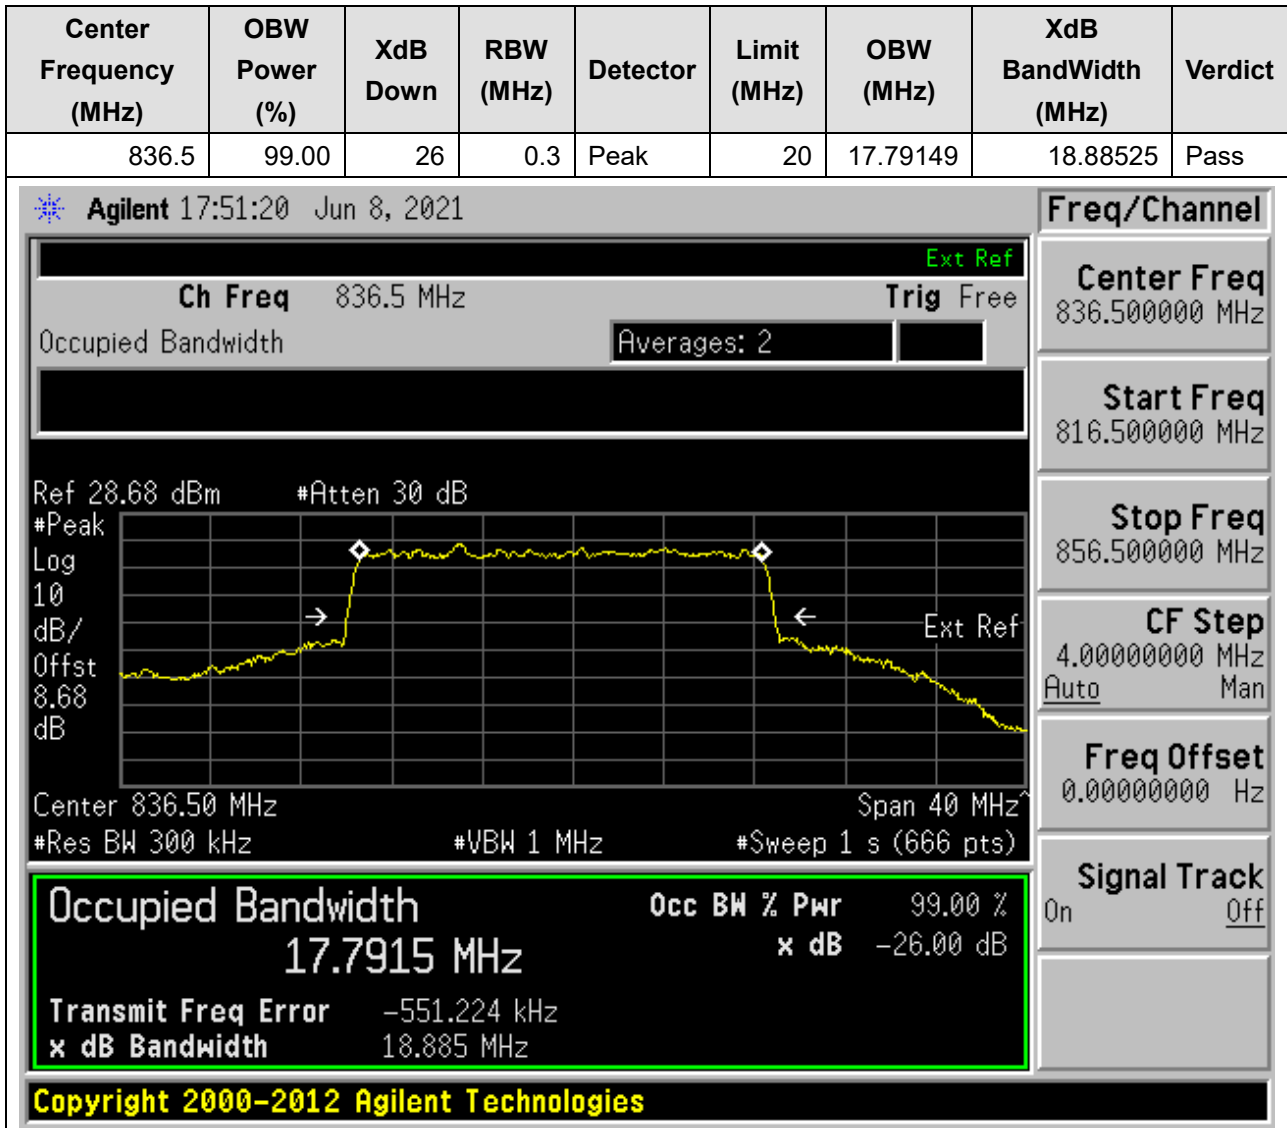 Center Frequency (MHz) OBW Power (%) XdB Down RBW (MHz) Detector Limit (MHz) OBW (MHz) XdB BandWidth (MHz) Verdict
836.5 99.00 26 0.3 Peak 20 17.79149 18.88525 Pass
Agilent 17:51:20 Jun 8, 2021
Freq/Channel
Ext Ref
Ch Freq 836.5 MHz Trig Free
Occupied Bandwidth Averages: 2
Center Freq
836.500000 MHz
Start Freq
816.500000 MHz
Stop Freq
856.500000 MHz
CF Step
4.00000000 MHz
Auto Man
Freq Offset
0.00000000 Hz
Signal Track
On Off
Ref 28.68 dBm #Atten 30 dB
#Peak
Log
10
dB/
Offst
8.68
dB
Ext Ref
Center 836.50 MHz Span 40 MHz^
#Res BW 300 kHz #VBW 1 MHz #Sweep 1 s (666 pts)
Occupied Bandwidth Occ BW % Pwr 99.00 %
17.7915 MHz x dB -26.00 dB
Transmit Freq Error -551.224 kHz
x dB Bandwidth 18.885 MHz
Copyright 2000-2012 Agilent Technologies